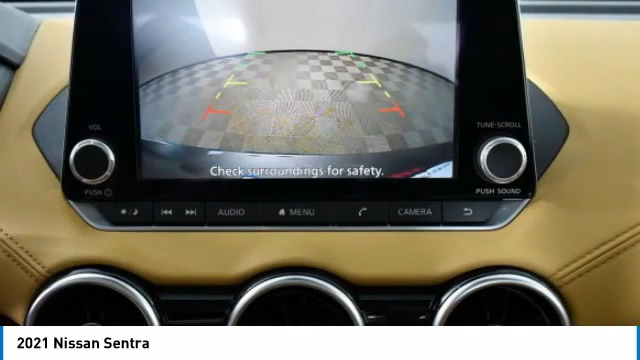 VOL
TUNE-SCROLL
Check surroundings for safety.
PUSH
PUSH SOUND
AUDIO
MENU
CAMERA
2021 Nissan Sentra